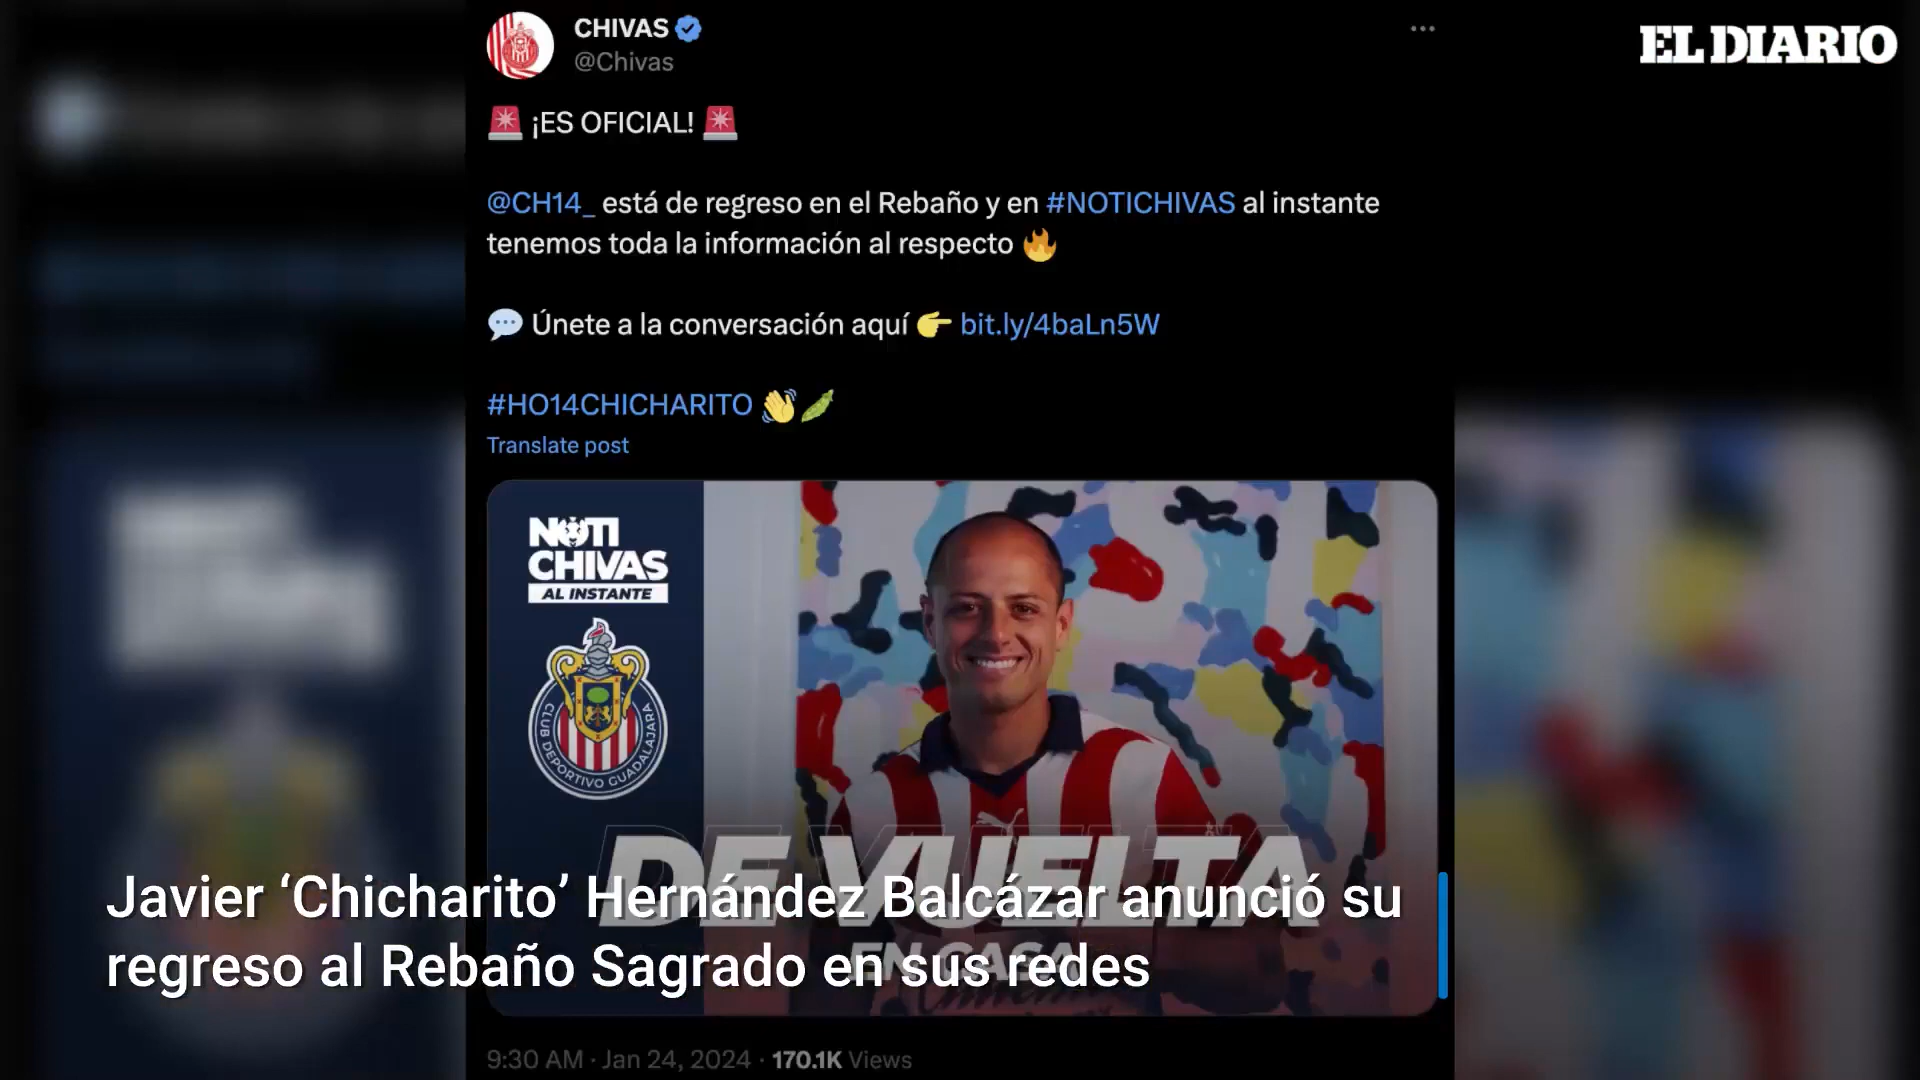 CHIVAS
@Chivas
EL DIARIO
¡ES OFICIAL!
@CH14_ está de regreso en el Rebaño y en #NOTICHIVAS al instante
tenemos toda la información al respecto
Únete a la conversación aquí bit.ly/4baLn5W
#HO14CHICHARITO
Translate post
NOTI
CHIVAS
AL INSTANTE
CLUB DEPORTIVO GUADALAJARA
DE VUELTA
EN CASA
Javier ‘Chicharito’ Hernández Balcázar anunció su
regreso al Rebaño Sagrado en sus redes
9:30 AM · Jan 24, 2024 · 170.1K Views